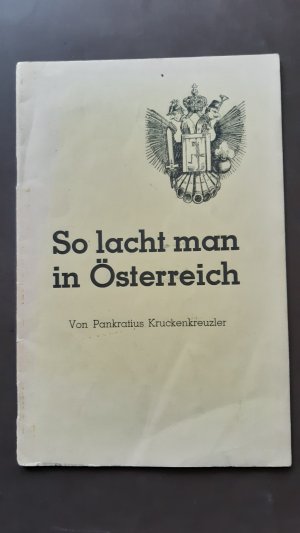 So lacht man
in Österreich
Von Pankratius Kruckenkreuzler